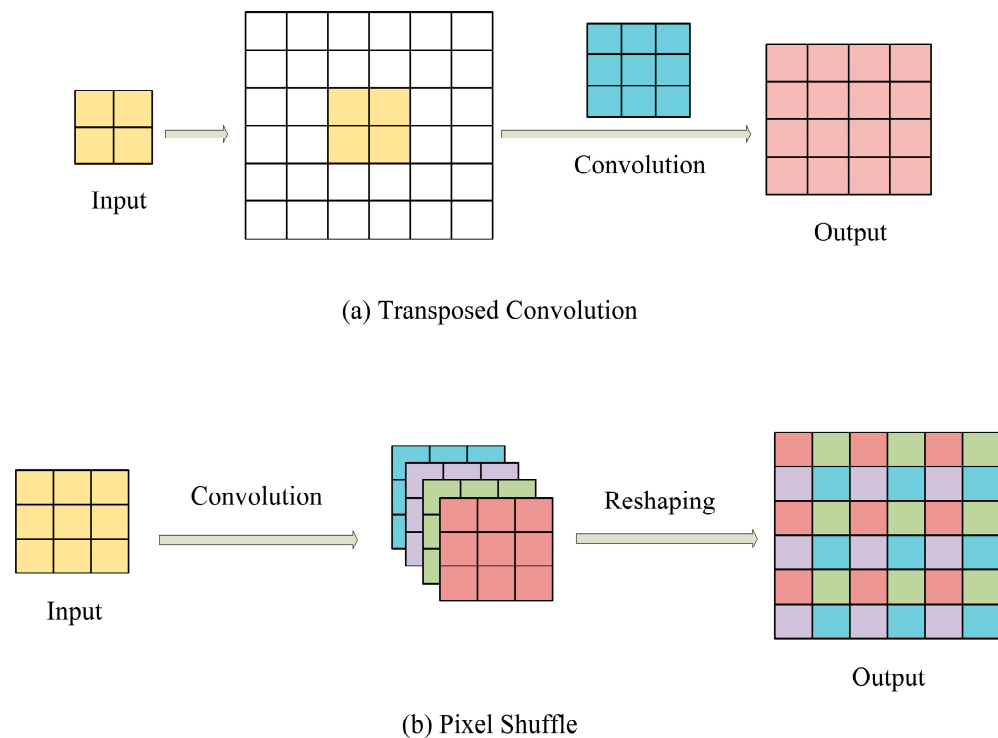 Input
Convolution
Output
(a) Transposed Convolution
Input
Convolution
Reshaping
Output
(b) Pixel Shuffle